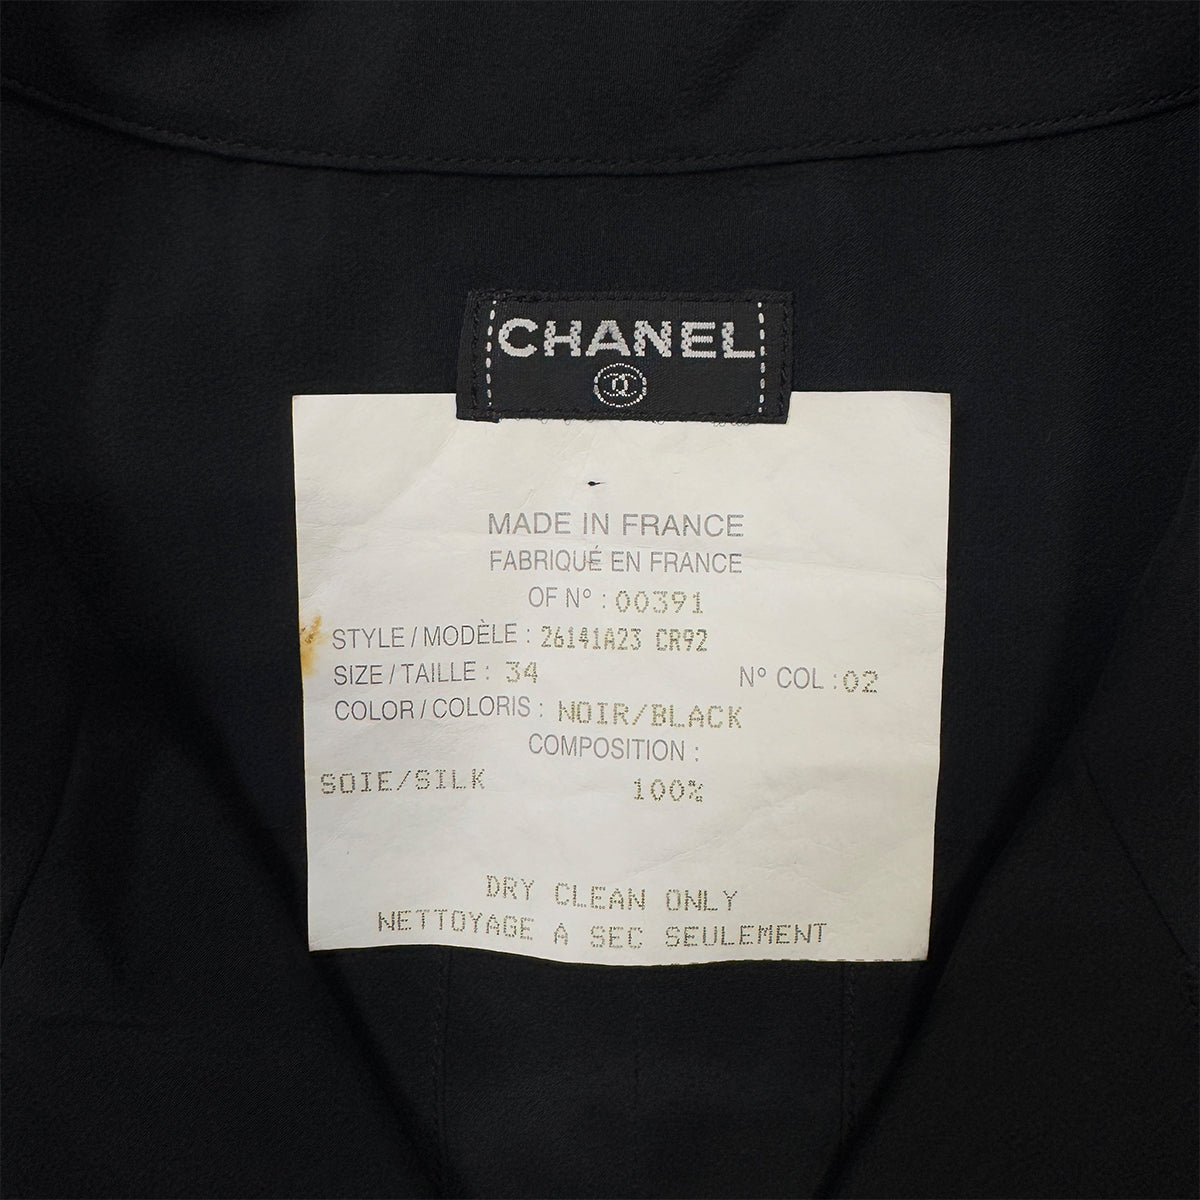 CHANEL
MADE IN FRANCE
FABRIQUÉ EN FRANCE
OF N° : 00391
STYLE / MODÈLE : 26141A23 CR92
SIZE / TAILLE : 34 N° COL : 02
COLOR / COLORIS : NOIR/BLACK
COMPOSITION :
SOIE/SILK 100%
DRY CLEAN ONLY
NETTOYAGE A SEC SEULEMENT